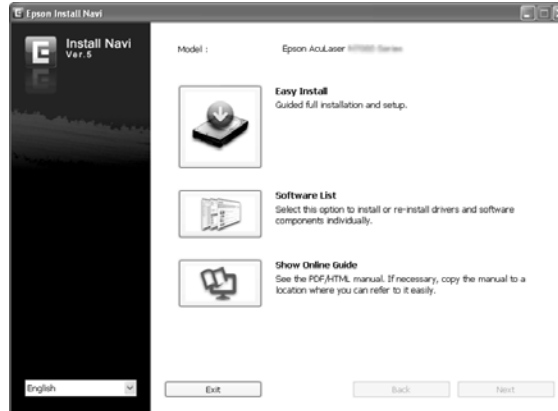 Epson Install Navi
Install Navi
Ver.5
Model :
Epson AcuLaser
Easy Install
Guided full installation and setup.
Software List
Select this option to install or re-install drivers and software
components individually.
Show Online Guide
See the PDF/HTML manual. If necessary, copy the manual to a
location where you can refer to it easily.
English
Exit
Back
Next